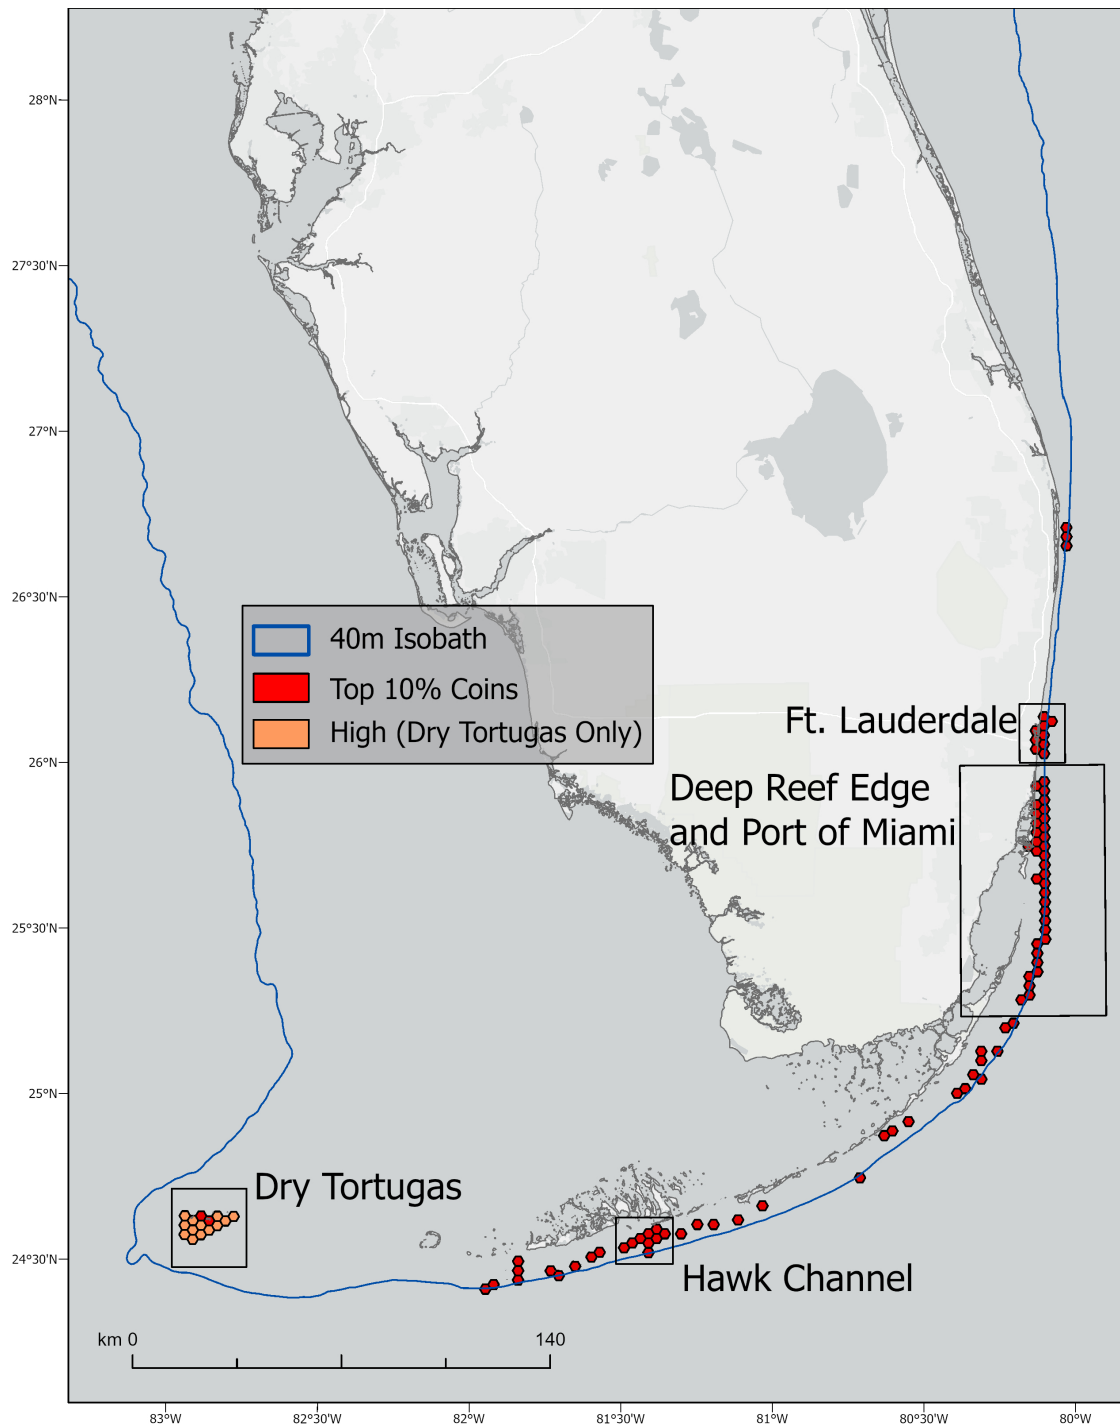 28°N
27°30'N
27°N
26°30'N
26°N
25°30'N
25°N
24°30'N
40m Isobath
Top 10% Coins
High (Dry Tortugas Only)
Ft. Lauderdale
Deep Reef Edge
and Port of Miami
Dry Tortugas
Hawk Channel
km 0 140
83°W 82°30'W 82°W 81°30'W 81°W 80°30'W 80°W